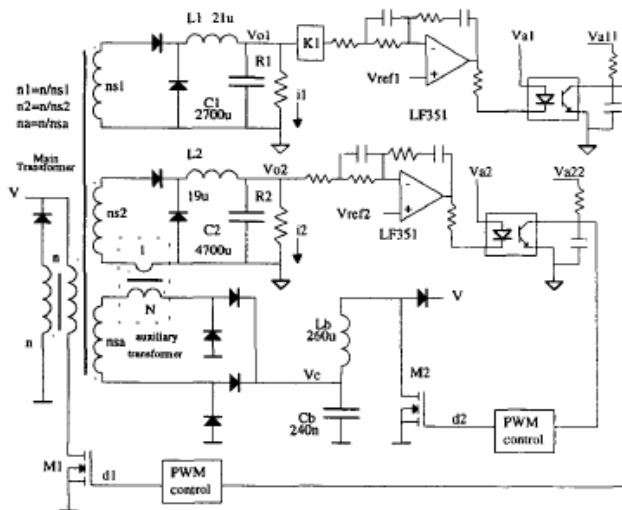 L1 21u
Vo1
K1
Va1
Va11
n1=n/ns1
n2=n/ns2
na=n/nsa
ns1
R1
C1
2700u
i1
Vref1
LF351
Main
Transformer
L2
Vo2
V
ns2
19u
R2
C2
4700u
i2
Vref2
LF351
Va2
Va22
1
n
N
n
nsa
auxiliary
transformer
Lb
260u
V
Vc
M2
Cb
240n
d2
PWM
control
M1
d1
PWM
control